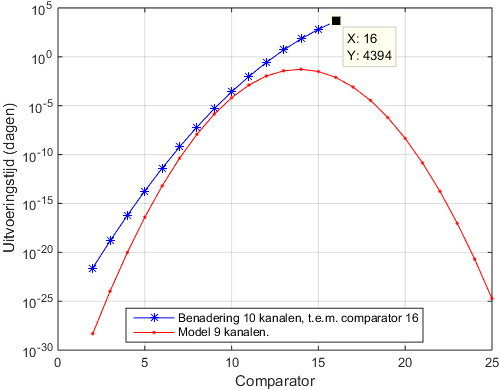 10^5
10^0
10^-5
10^-10
10^-15
10^-20
10^-25
10^-30
Uitvoeringstijd (dagen)
X: 16
Y: 4394
Benadering 10 kanalen, t.e.m. comparator 16
Model 9 kanalen.
0 5 10 15 20 25
Comparator